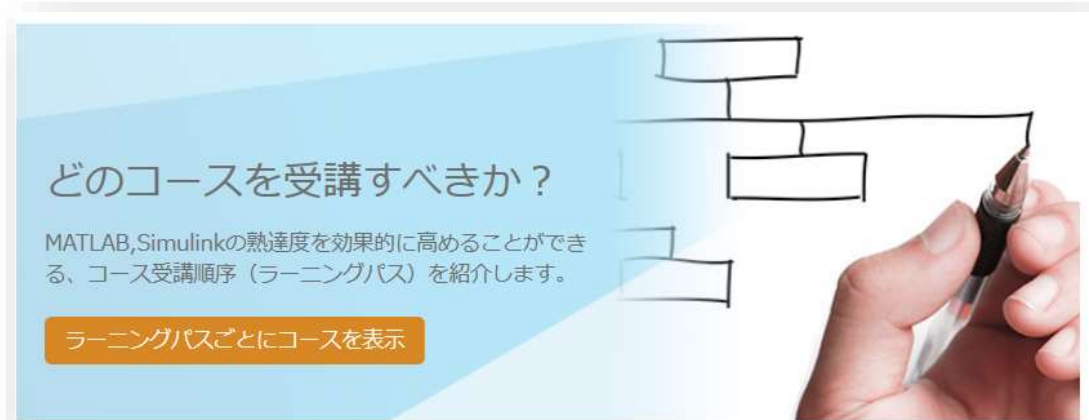 どのコースを受講すべきか？
MATLAB,Simulinkの熟達度を効果的に高めることができ
る、コース受講順序（ラーニングパス）を紹介します。
ラーニングパスごとにコースを表示